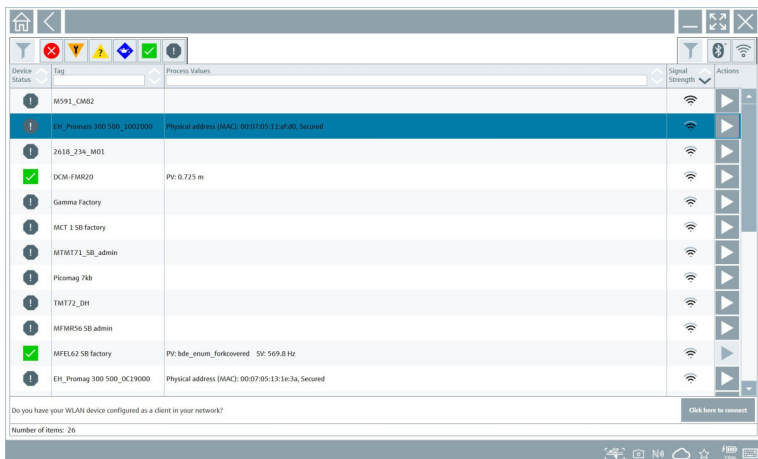 Device Status
Tag
Process Values
Signal Strength
Actions
M591_CM82
EH_Promass 300 500_1002000 Physical address (MAC): 00:07:05:11:af:d0, Secured
2618_234_M01
DCM-FMR20 PV: 0.725 m
Gamma Factory
MCT 1 SB factory
MTMT71_SB_admin
Picomag 7kb
TMT72_DH
MFMR56 SB admin
MFEL62 SB factory PV: bde_enum_forkcovered SV: 569.8 Hz
EH_Promag 300 500_0C19000 Physical address (MAC): 00:07:05:13:1e:3a, Secured
Do you have your WLAN device configured as a client in your network? Click here to connect
Number of items: 26